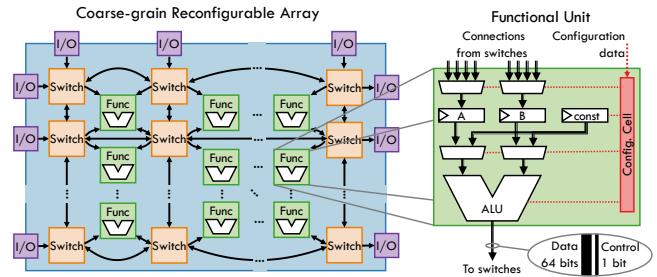 Coarse-grain Reconfigurable Array
Functional Unit
I/O
I/O
I/O
Connections
from switches
Configuration
data
I/O
Switch
Switch
...
Switch
I/O
Func
Func
Func
...
A
B
const
I/O
Switch
Switch
...
Switch
I/O
Func
Func
Func
...
Config. Cell
...
ALU
Func
Func
Func
...
I/O
Switch
Switch
...
Switch
I/O
To switches
Data
64 bits
Control
1 bit